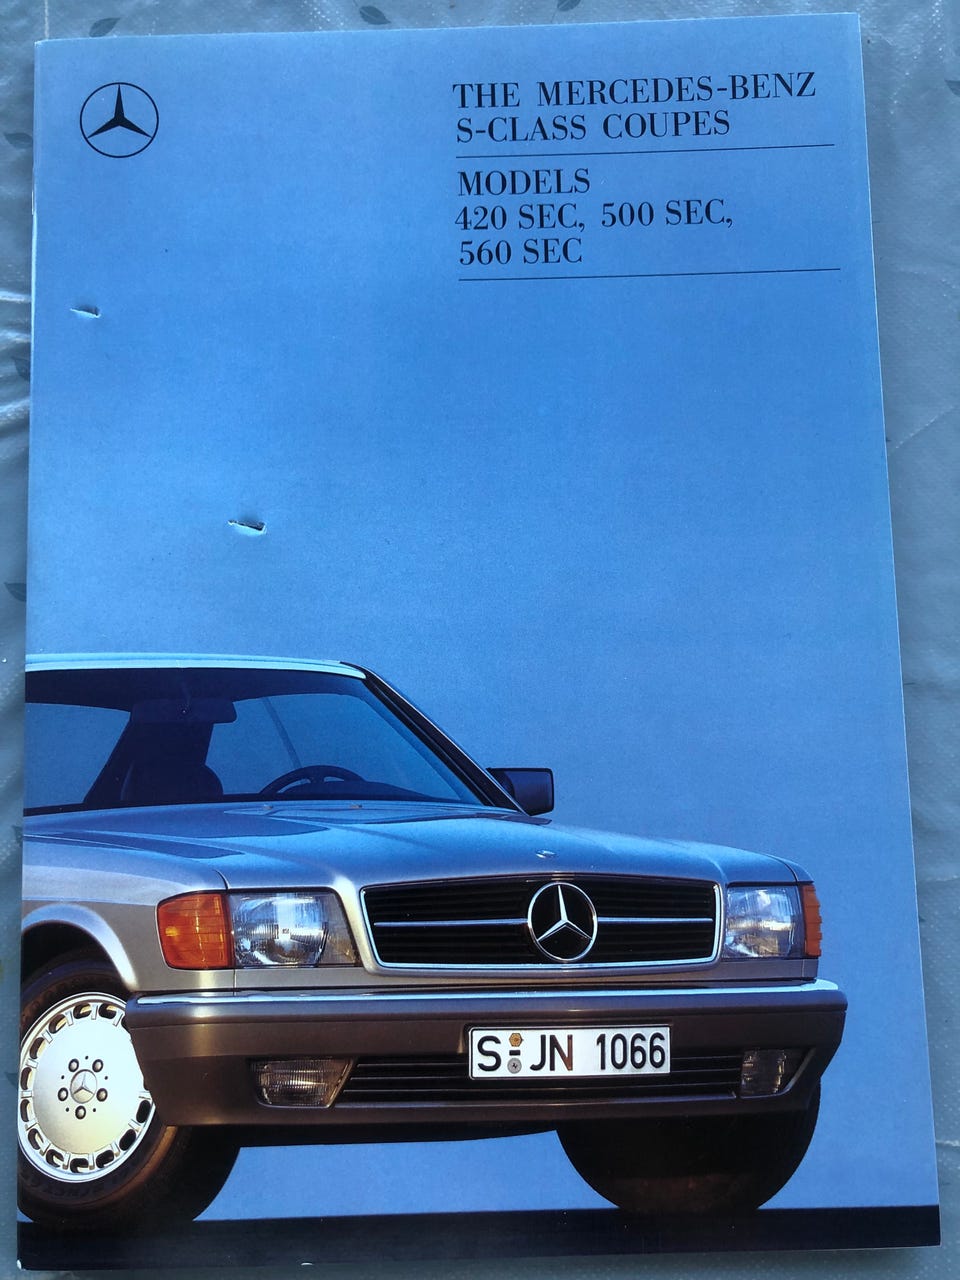 THE MERCEDES-BENZ
S-CLASS COUPES
MODELS
420 SEC, 500 SEC,
560 SEC
S-JN 1066